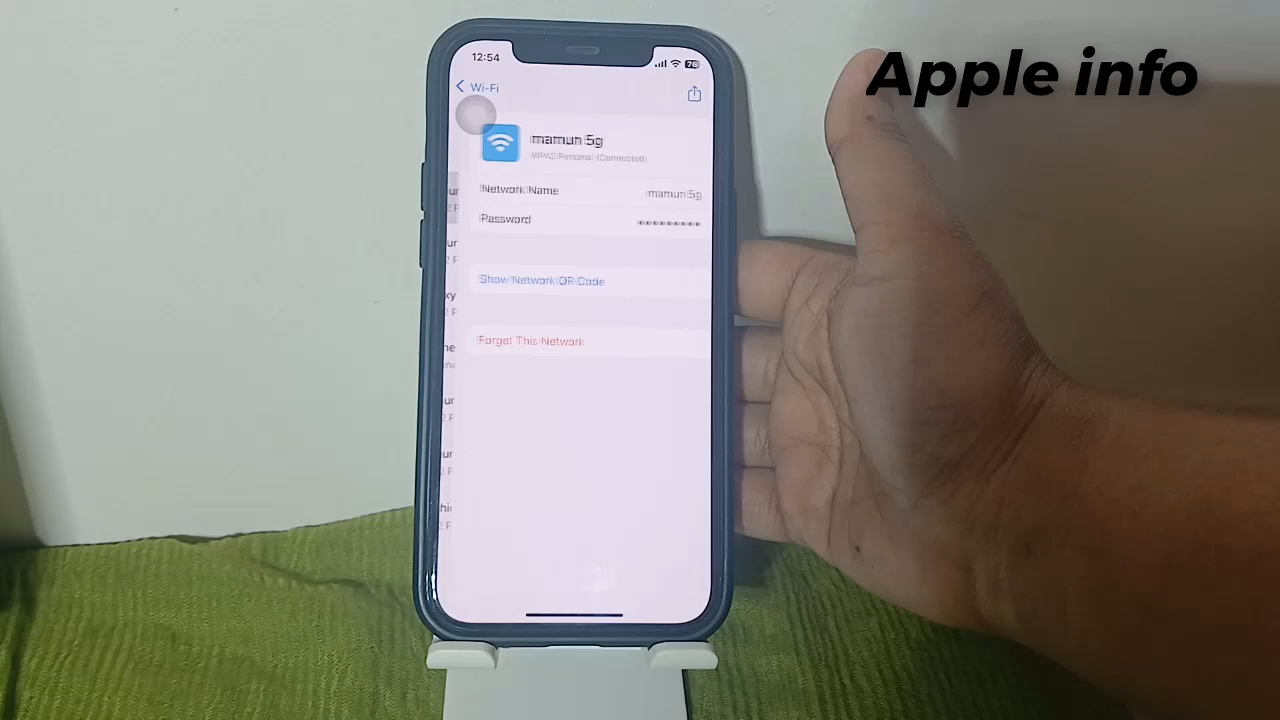 Apple info
12:54
76
Wi-Fi
mamun 5g
WPA2 Personal (Connected)
Network Name
mamun 5g
Password
Show Network QR Code
Forget This Network